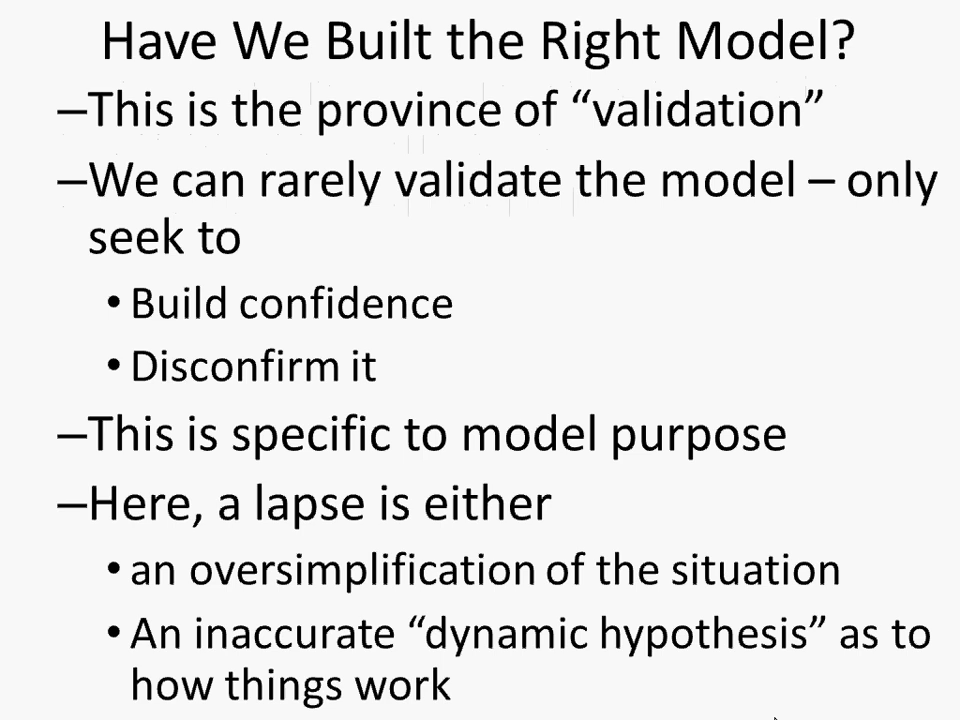 Have We Built the Right Model?
–This is the province of “validation”
–We can rarely validate the model – only
seek to
• Build confidence
• Disconfirm it
–This is specific to model purpose
–Here, a lapse is either
• an oversimplification of the situation
• An inaccurate “dynamic hypothesis” as to
how things work